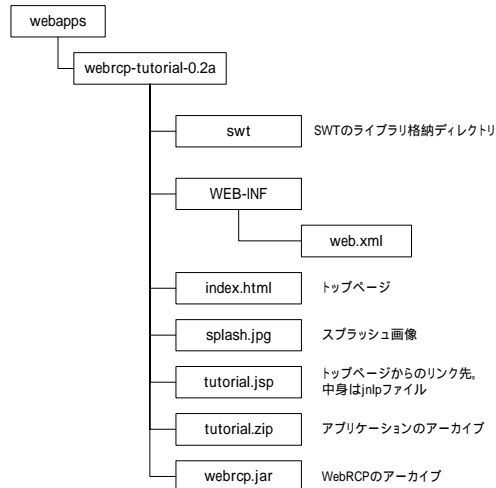 webapps
webrcp-tutorial-0.2a
swt
SWTのライブラリ格納ディレクトリ
WEB-INF
web.xml
index.html
トップページ
splash.jpg
スプラッシュ画像
tutorial.jsp
トップページからのリンク先。
中身はjnlpファイル
tutorial.zip
アプリケーションのアーカイブ
webrcp.jar
WebRCPのアーカイブ